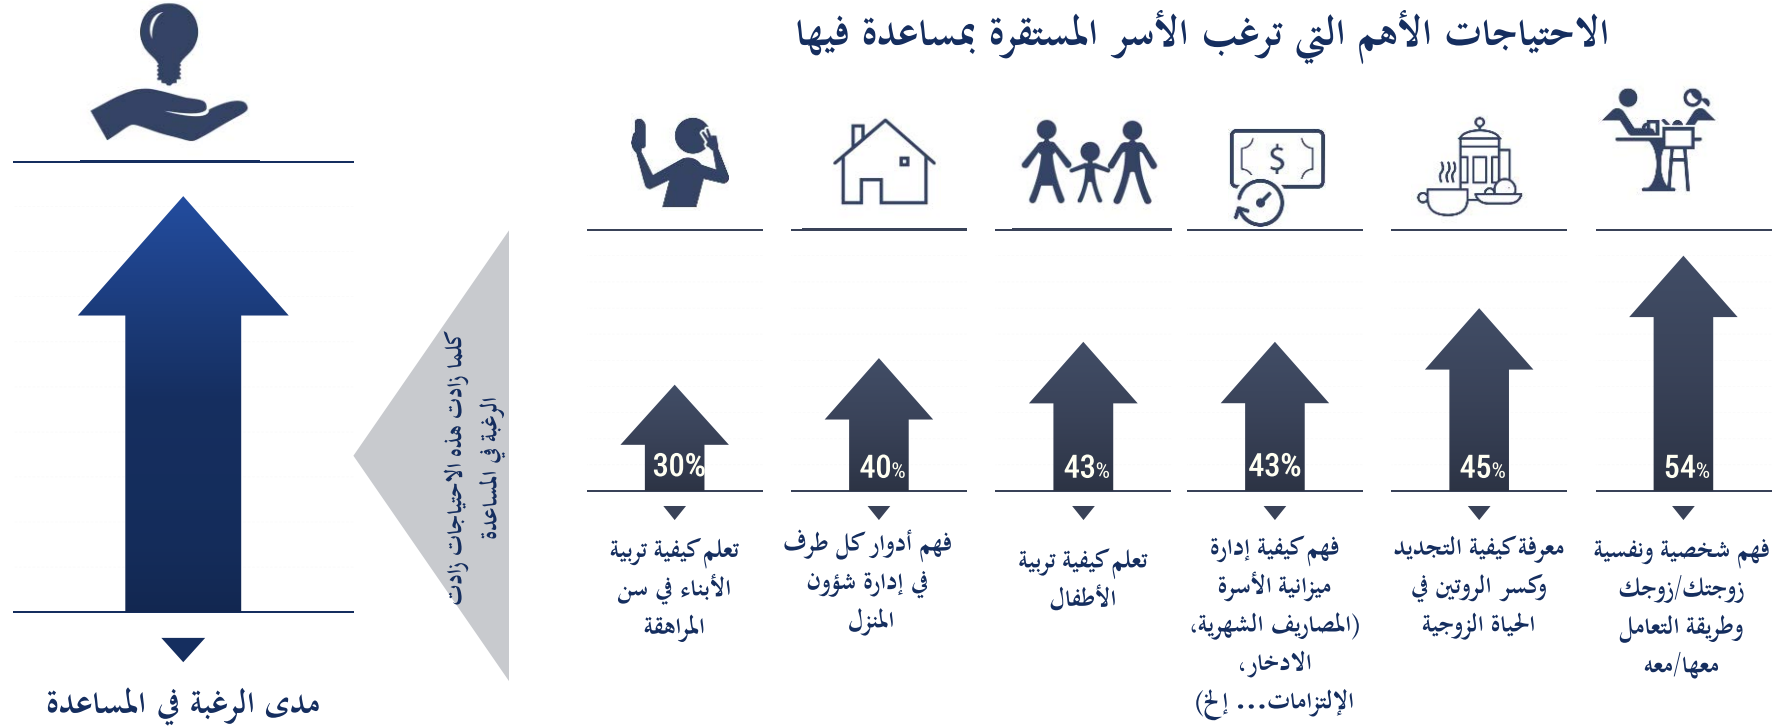 الاحتياجات الأهم التي ترغب الأسر المستقرة بمساعدة فيها
$
54%
فهم شخصية ونفسية
زوجتك/زوجك
وطريقة التعامل
معها/معه
45%
معرفة كيفية التجديد
وكسر الروتين في
الحياة الزوجية
43%
فهم كيفية إدارة
ميزانية الأسرة
(المصاريف الشهرية،
الادخار،
الإلتزامات... إلخ)
43%
تعلم كيفية تربية
الأطفال
40%
فهم أدوار كل طرف
في إدارة شؤون
المنزل
30%
تعلم كيفية تربية
الأبناء في سن
المراهقة
كلما زادت هذه الاحتياجات زادت
الرغبة في المساعدة
مدى الرغبة في المساعدة